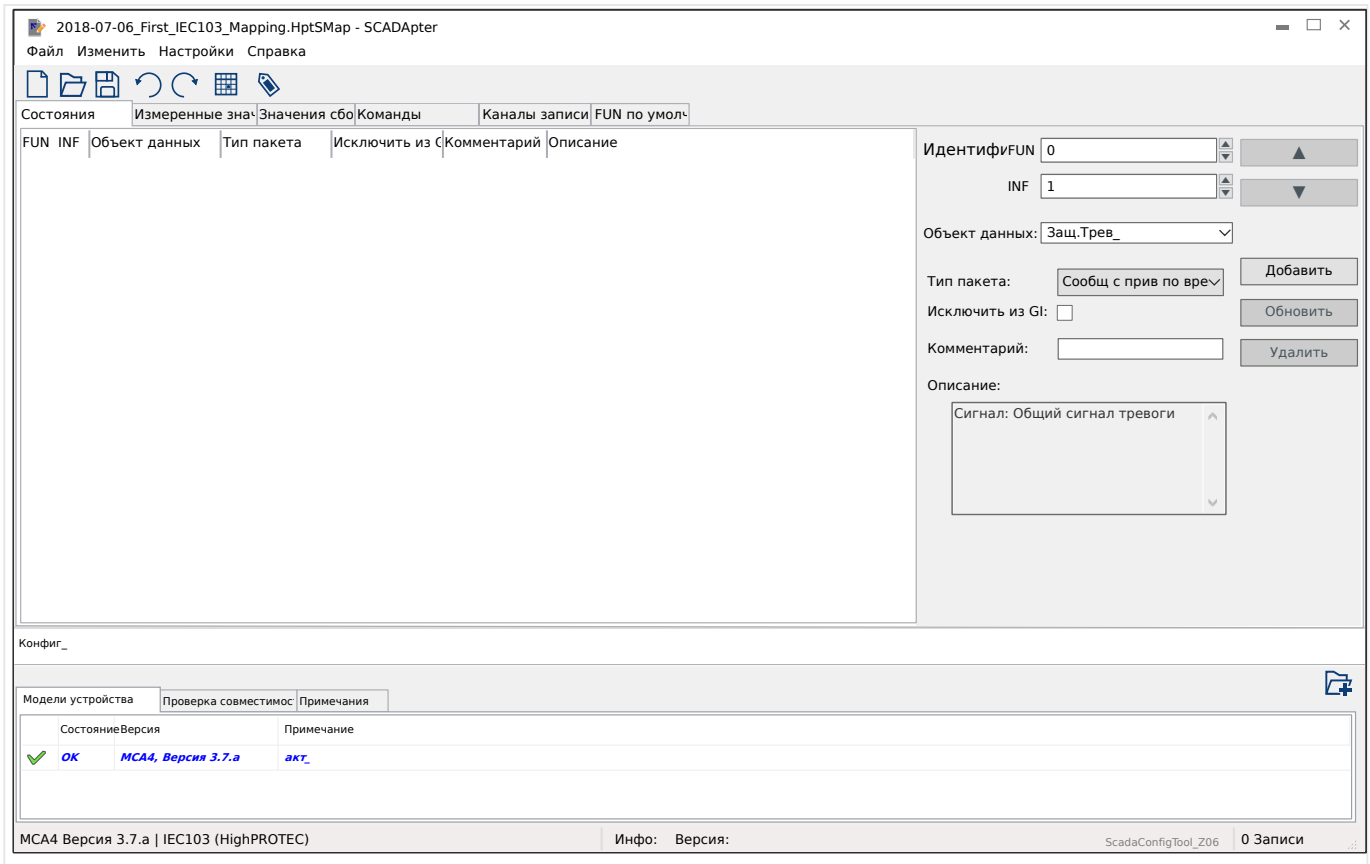 2018-07-06_First_IEC103_Mapping.HptSMap - SCADApter
Файл Изменить Настройки Справка
Состояния Измеренные знач Значения сбо Команды Каналы записи FUN по умолч
FUN INF Объект данных Тип пакета Исключить из G Комментарий Описание
Идентифи FUN 0
INF 1
Объект данных: Защ.Трев_
Добавить
Тип пакета: Сообщ с прив по вре
Исключить из GI: Обновить
Комментарий: Удалить
Описание:
Сигнал: Общий сигнал тревоги
Конфиг_
Модели устройства Проверка совместимос Примечания
Состояние Версия Примечание
OK MCA4, Версия 3.7.a акт_
MCA4 Версия 3.7.a | IEC103 (HighPROTEC) Инфо: Версия: ScadaConfigTool_Z06 0 Записи